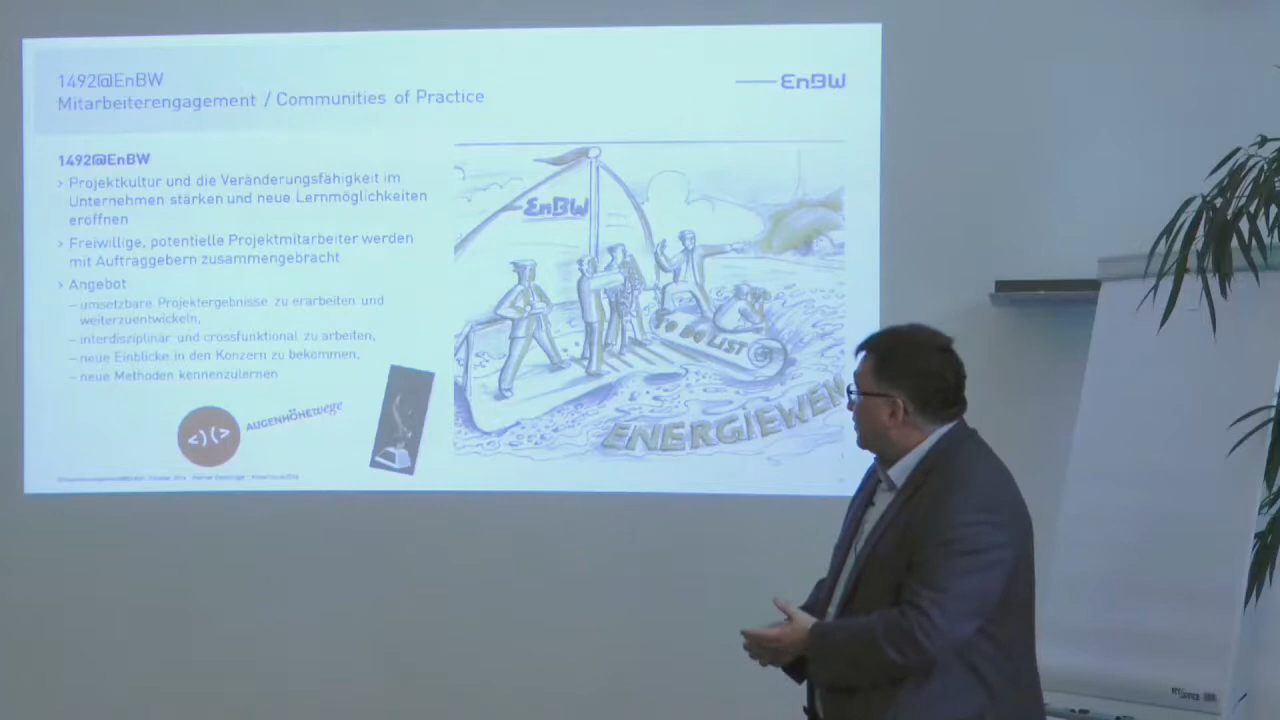 1492@EnBW
Mitarbeiterengagement / Communities of Practice
EnBW
1492@EnBW
› Projektkultur und die Veränderungsfähigkeit im
Unternehmen stärken und neue Lernmöglichkeiten
eröffnen
› Freiwillige, potentielle Projektmitarbeiter werden
mit Auftraggebern zusammengebracht
› Angebot
– umsetzbare Projektergebnisse zu erarbeiten und
weiterzuentwickeln,
– interdisziplinär und crossfunktional zu arbeiten,
– neue Einblicke in den Konzern zu bekommen,
– neue Methoden kennenzulernen
AUGENHÖHEwege
EnBW
TO DO LIST
ENERGIEWEN